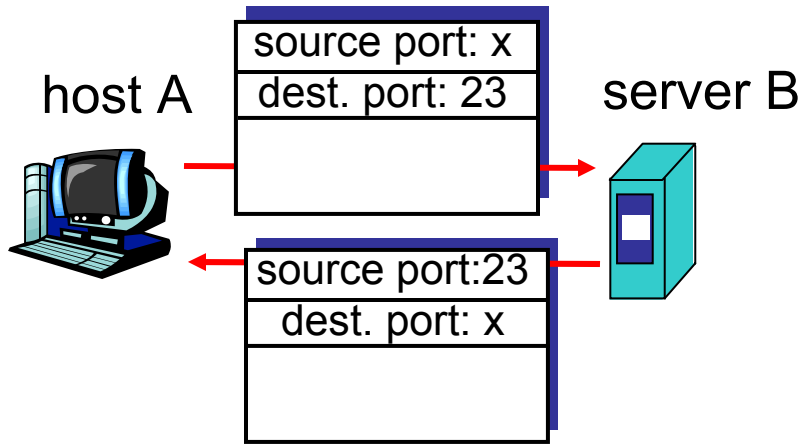 source port: x
dest. port: 23
host A
server B
source port:23
dest. port: x